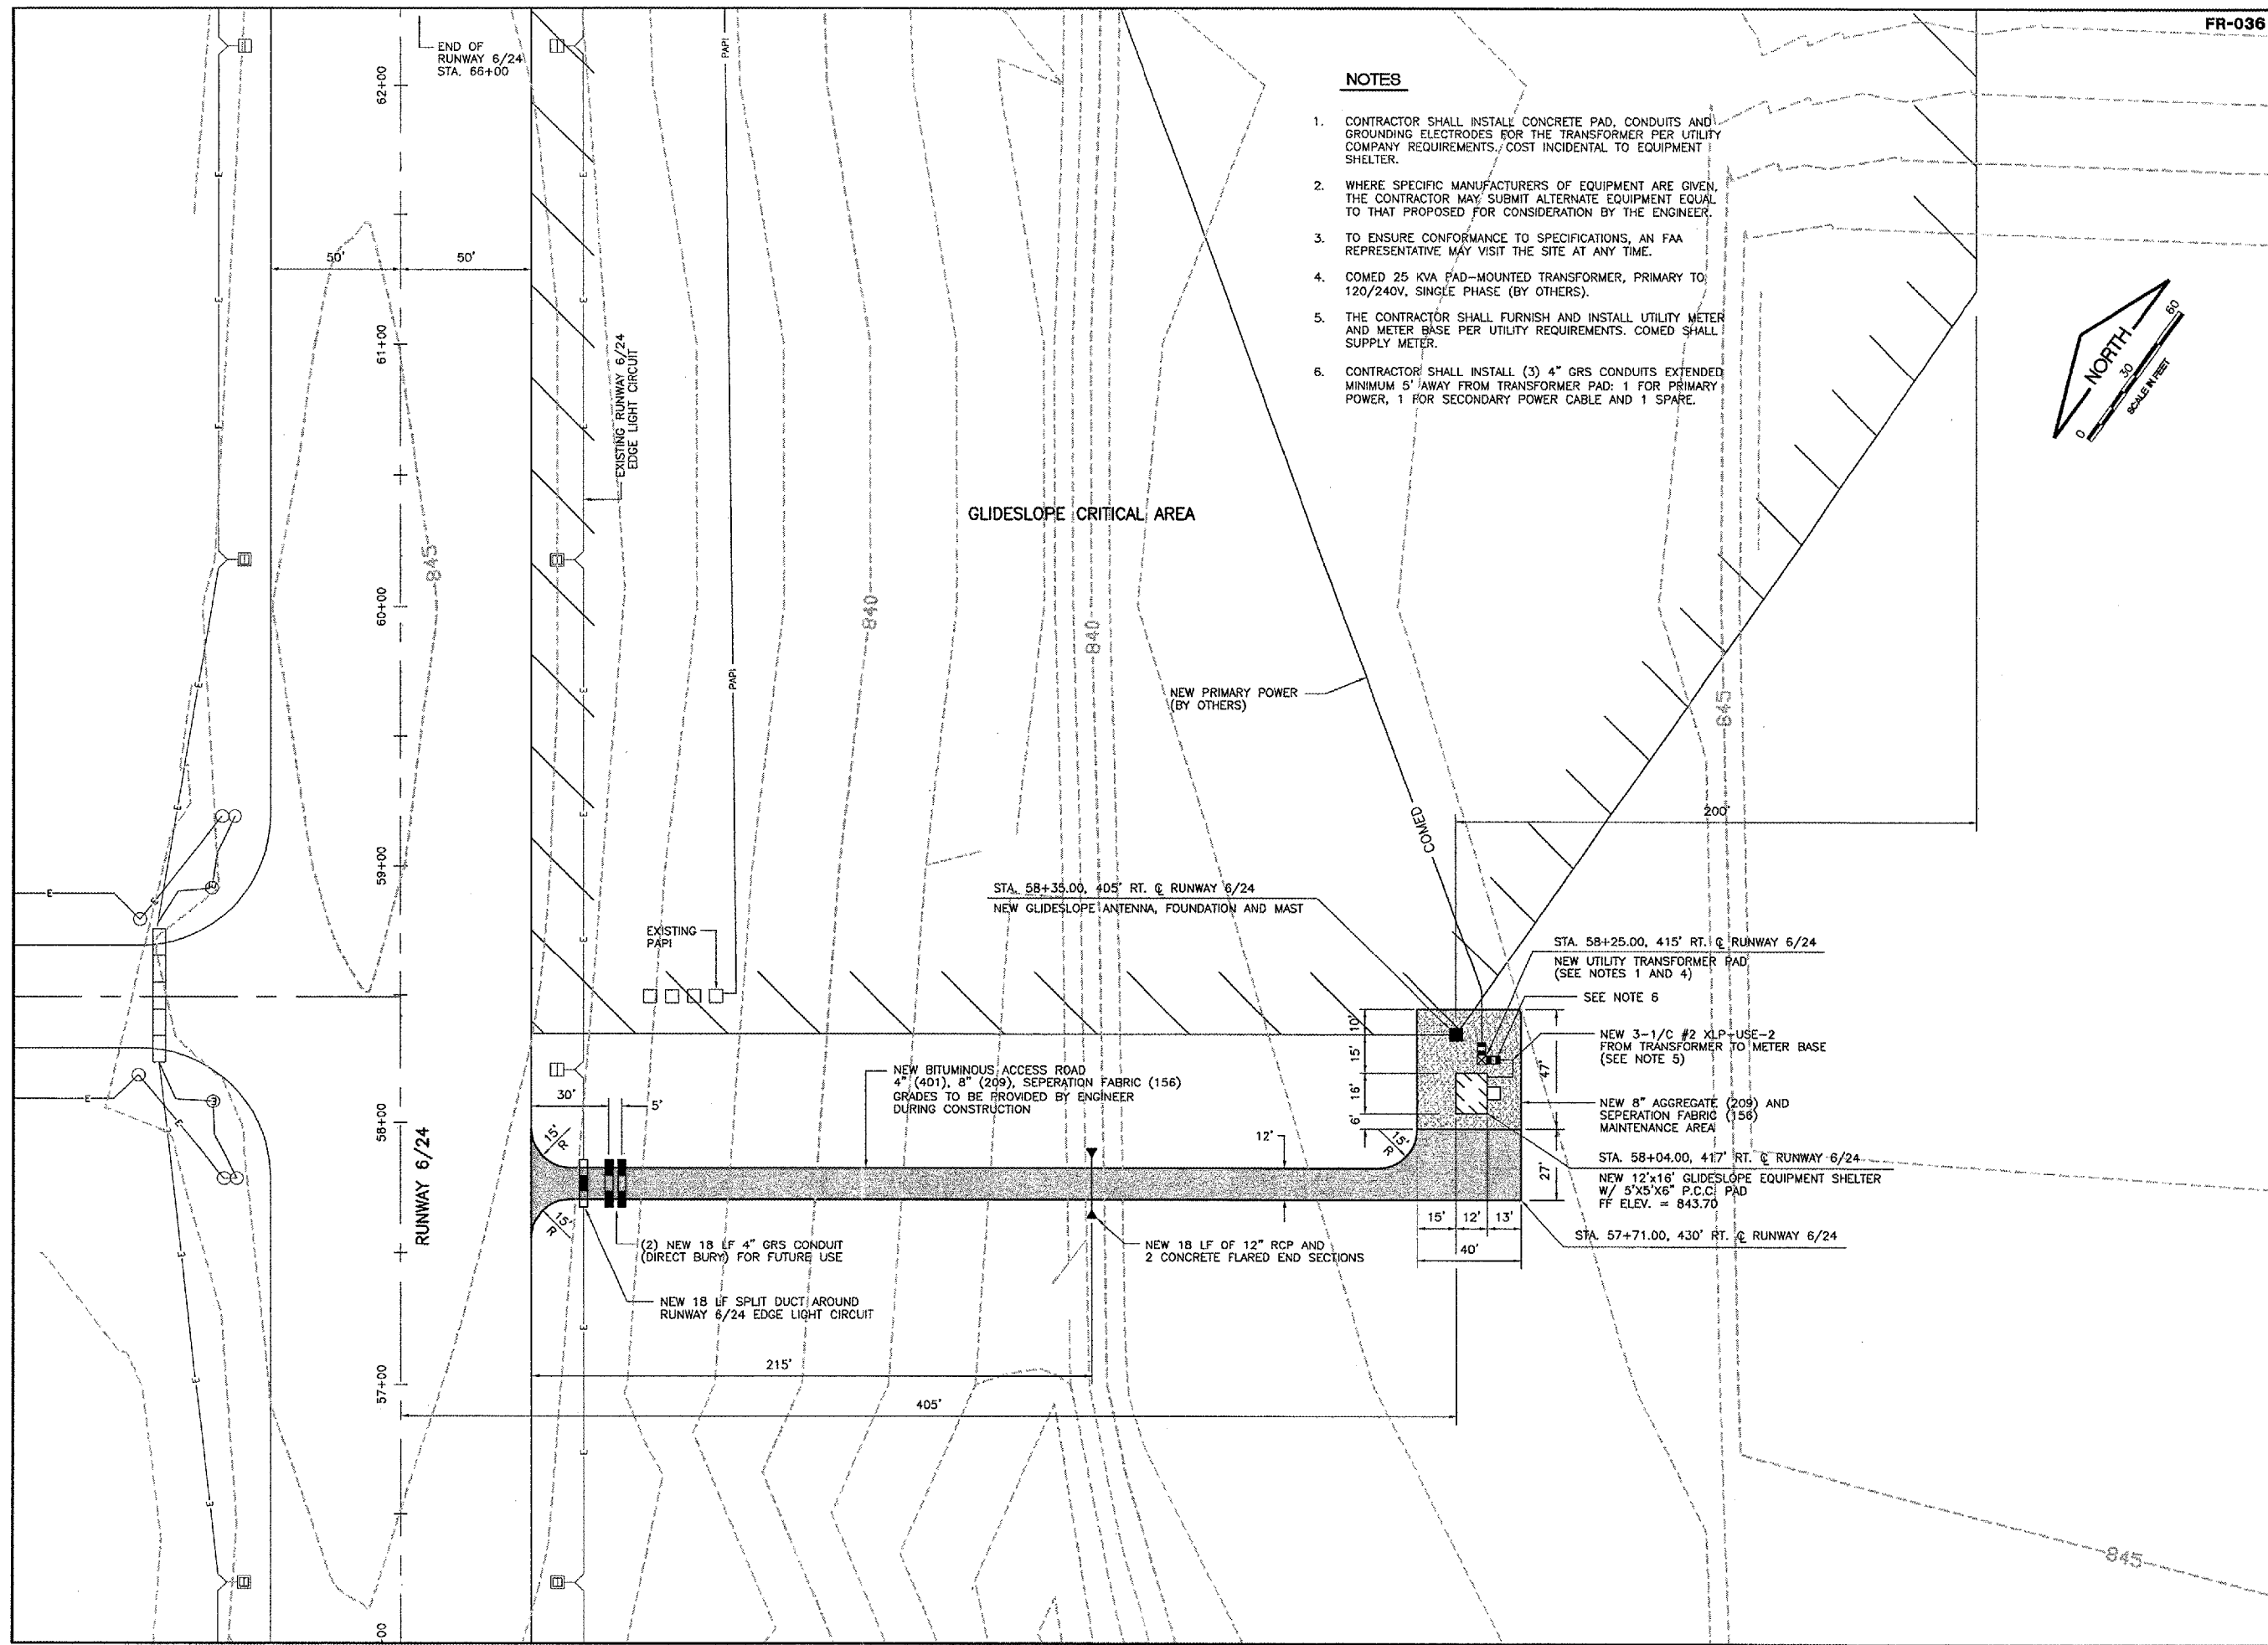 FR-036
END OF
RUNWAY 6/24
STA. 66+00
62+00
61+00
60+00
59+00
58+00
57+00
00
50'
50'
PAPI
PAPI
EXISTING RUNWAY 6/24
EDGE LIGHT CIRCUIT
845
840
840
845
845
GLIDESLOPE CRITICAL AREA
NOTES
1. CONTRACTOR SHALL INSTALL CONCRETE PAD, CONDUITS AND
GROUNDING ELECTRODES FOR THE TRANSFORMER PER UTILITY
COMPANY REQUIREMENTS. COST INCIDENTAL TO EQUIPMENT
SHELTER.
2. WHERE SPECIFIC MANUFACTURERS OF EQUIPMENT ARE GIVEN,
THE CONTRACTOR MAY SUBMIT ALTERNATE EQUIPMENT EQUAL
TO THAT PROPOSED FOR CONSIDERATION BY THE ENGINEER.
3. TO ENSURE CONFORMANCE TO SPECIFICATIONS, AN FAA
REPRESENTATIVE MAY VISIT THE SITE AT ANY TIME.
4. COMED 25 KVA PAD-MOUNTED TRANSFORMER, PRIMARY TO
120/240V, SINGLE PHASE (BY OTHERS).
5. THE CONTRACTOR SHALL FURNISH AND INSTALL UTILITY METER
AND METER BASE PER UTILITY REQUIREMENTS. COMED SHALL
SUPPLY METER.
6. CONTRACTOR SHALL INSTALL (3) 4" GRS CONDUITS EXTENDED
MINIMUM 5' AWAY FROM TRANSFORMER PAD: 1 FOR PRIMARY
POWER, 1 FOR SECONDARY POWER CABLE AND 1 SPARE.
NORTH
0 30 60
SCALE IN FEET
NEW PRIMARY POWER
(BY OTHERS)
COMED
200'
STA. 58+35.00, 405' RT. ℄ RUNWAY 6/24
NEW GLIDESLOPE ANTENNA, FOUNDATION AND MAST
EXISTING
PAPI
STA. 58+25.00, 415' RT. ℄ RUNWAY 6/24
NEW UTILITY TRANSFORMER PAD
(SEE NOTES 1 AND 4)
SEE NOTE 6
NEW 3-1/C #2 XLP-USE-2
FROM TRANSFORMER TO METER BASE
(SEE NOTE 5)
NEW 8" AGGREGATE (209) AND
SEPERATION FABRIC (156)
MAINTENANCE AREA
STA. 58+04.00, 417' RT. ℄ RUNWAY 6/24
NEW 12'x16' GLIDESLOPE EQUIPMENT SHELTER
W/ 5'X5'X6" P.C.C. PAD
FF ELEV. = 843.70
STA. 57+71.00, 430' RT. ℄ RUNWAY 6/24
10'
15'
16'
6'
47'
27'
15' 12' 13'
40'
NEW BITUMINOUS ACCESS ROAD
4" (401), 8" (209), SEPERATION FABRIC (156)
GRADES TO BE PROVIDED BY ENGINEER
DURING CONSTRUCTION
30'
5'
12'
15'
R
15'
R
15'
R
RUNWAY 6/24
(2) NEW 18 LF 4" GRS CONDUIT
(DIRECT BURY) FOR FUTURE USE
NEW 18 LF SPLIT DUCT AROUND
RUNWAY 6/24 EDGE LIGHT CIRCUIT
NEW 18 LF OF 12" RCP AND
2 CONCRETE FLARED END SECTIONS
215'
405'